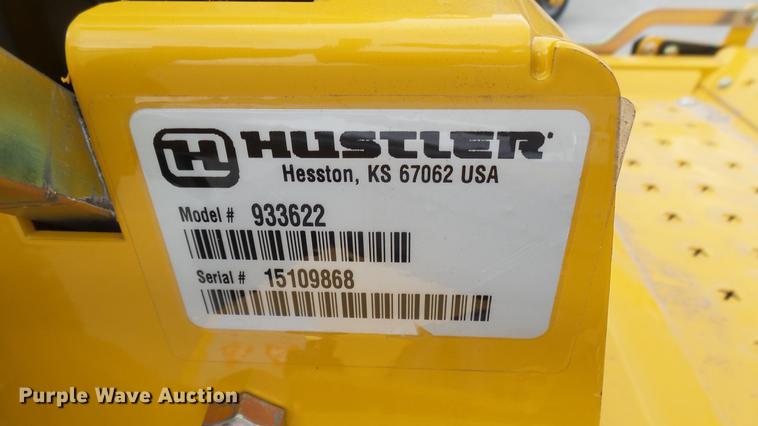 H HUSTLER
Hesston, KS 67062 USA
Model # 933622
Serial # 15109868
Purple Wave Auction